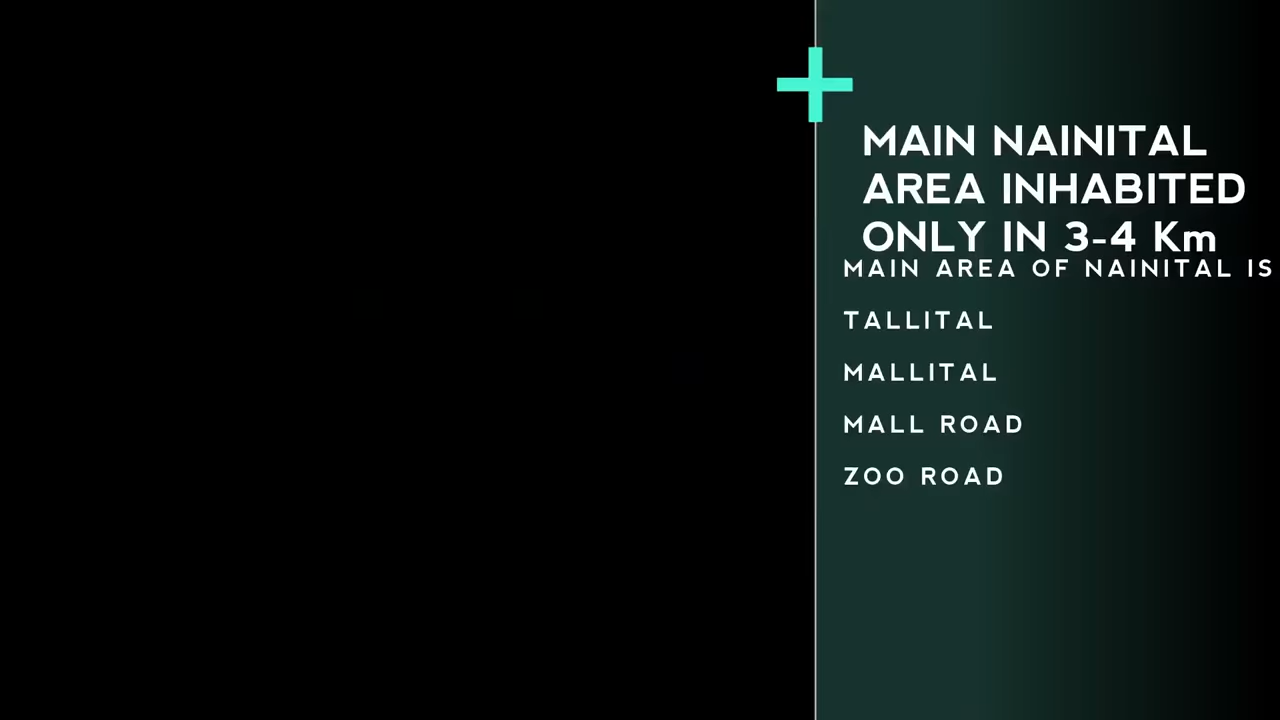 MAIN NAINITAL
AREA INHABITED
ONLY IN 3-4 Km
MAIN AREA OF NAINITAL IS
TALLITAL
MALLITAL
MALL ROAD
ZOO ROAD